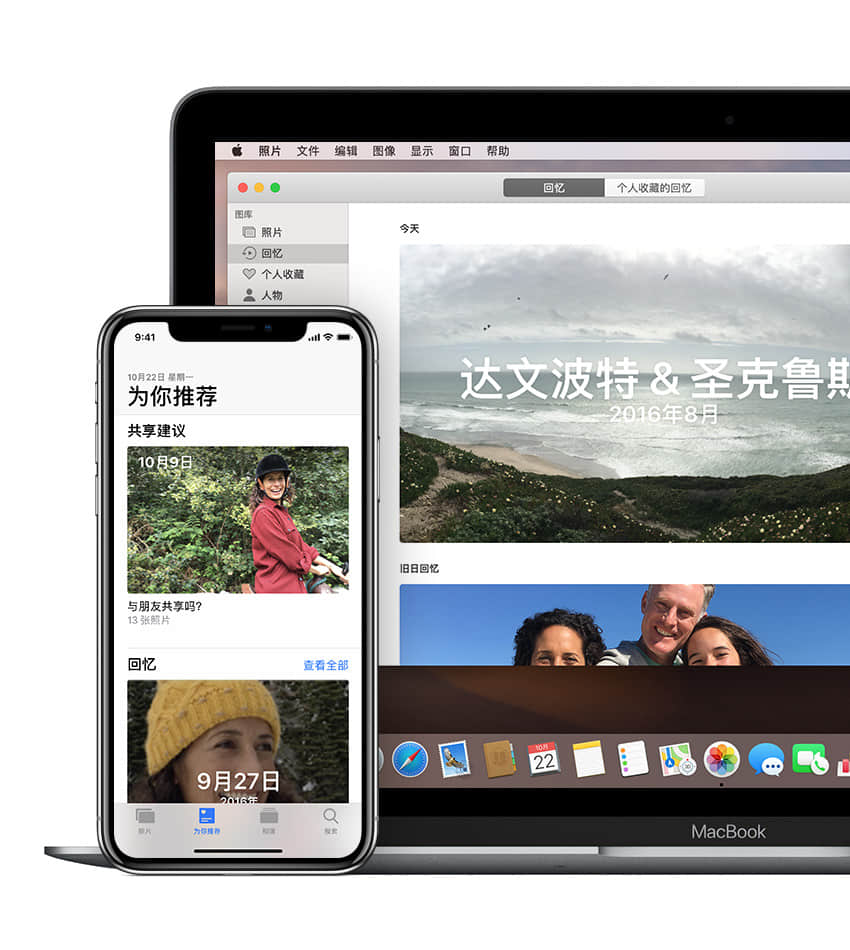 照片 文件 编辑 图像 显示 窗口 帮助
回忆 个人收藏的回忆
图库
照片
回忆
个人收藏
人物
今天
达文波特 & 圣克鲁斯
2016年8月
旧日回忆
10月
22
MacBook
9:41
10月22日 星期一
为你推荐
共享建议
10月9日
与朋友共享吗?
13 张照片
回忆 查看全部
9月27日
2016年
照片 为你推荐 相簿 搜索